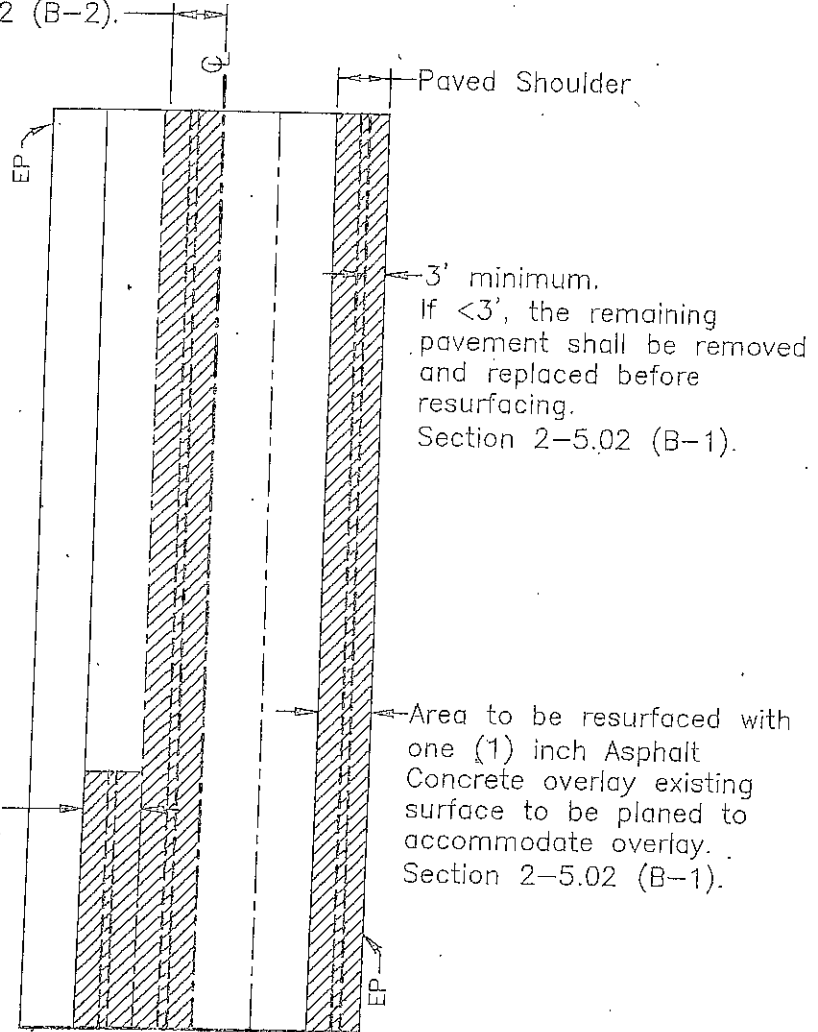 2 (B-2).
℄
Paved Shoulder
EP
3' minimum.
If <3', the remaining
pavement shall be removed
and replaced before
resurfacing.
Section 2-5.02 (B-1).
Area to be resurfaced with
one (1) inch Asphalt
Concrete overlay existing
surface to be planed to
accommodate overlay.
Section 2-5.02 (B-1).
EP